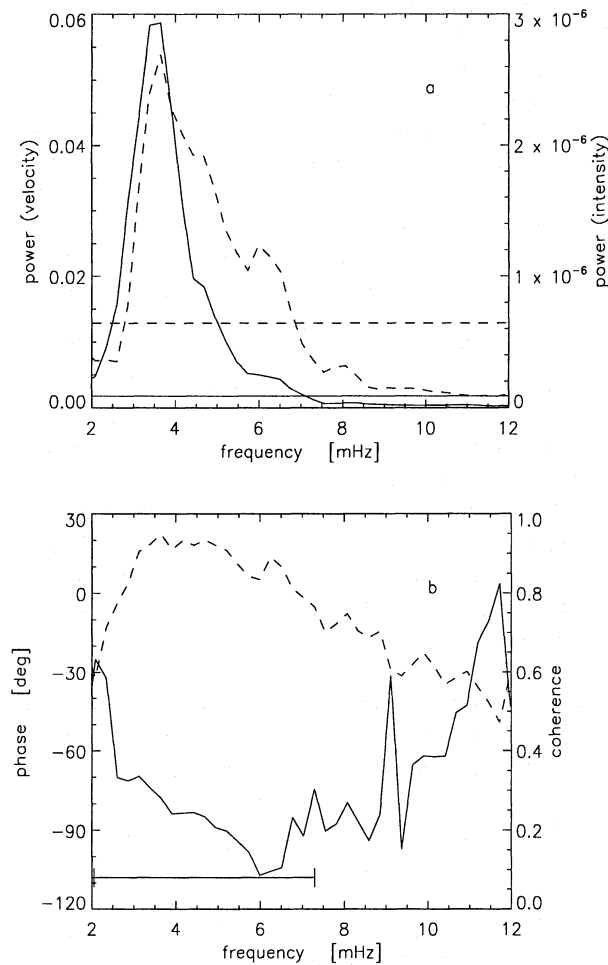 0.06
0.04
0.02
0.00
power (velocity)
a
3 x 10⁻⁶
2 x 10⁻⁶
1 x 10⁻⁶
0
power (intensity)
2 4 6 8 10 12
frequency [mHz]
30
0
−30
−60
−90
−120
phase [deg]
b
1.0
0.8
0.6
0.4
0.2
0.0
coherence
2 4 6 8 10 12
frequency [mHz]